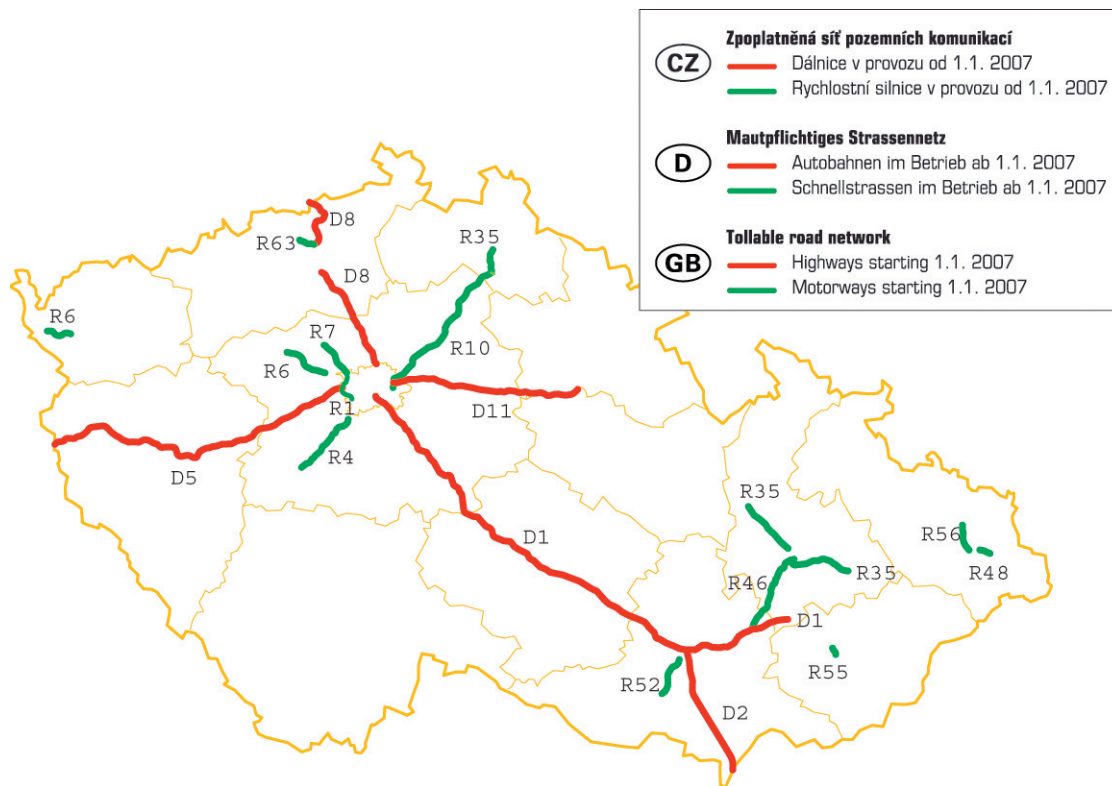 CZ
Zpoplatněná síť pozemních komunikací
Dálnice v provozu od 1.1. 2007
Rychlostní silnice v provozu od 1.1. 2007
D
Mautpflichtiges Strassennetz
Autobahnen im Betrieb ab 1.1. 2007
Schnellstrassen im Betrieb ab 1.1. 2007
GB
Tollable road network
Highways starting 1.1. 2007
Motorways starting 1.1. 2007
D8
R63
R35
D8
R6
R7
R10
R6
R1
D11
R4
D5
R35
D1
R56
R48
R46
R35
D1
R55
R52
D2